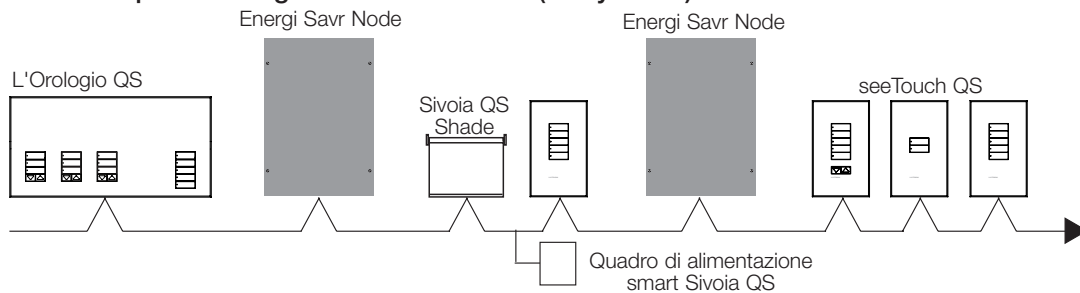 Energi Savr Node
Energi Savr Node
L'Orologio QS
Sivoia QS
Shade
seeTouch QS
Quadro di alimentazione
smart Sivoia QS